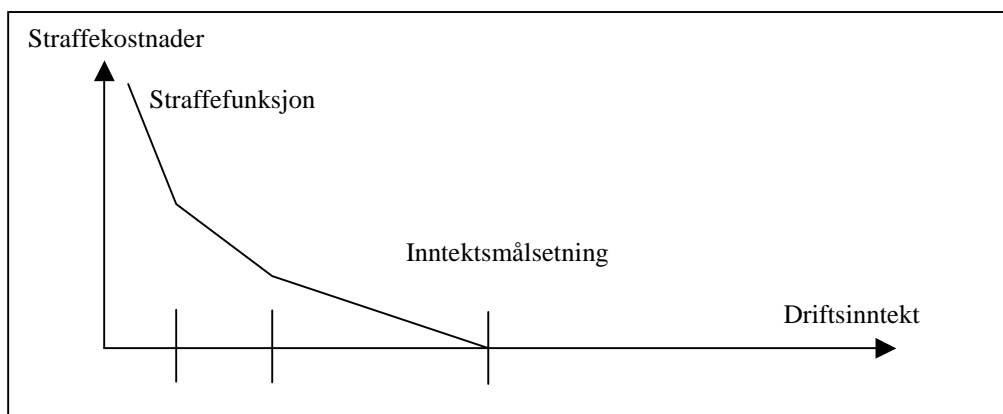 Straffekostnader
Straffefunksjon
Inntektsmålsetning
Driftsinntekt